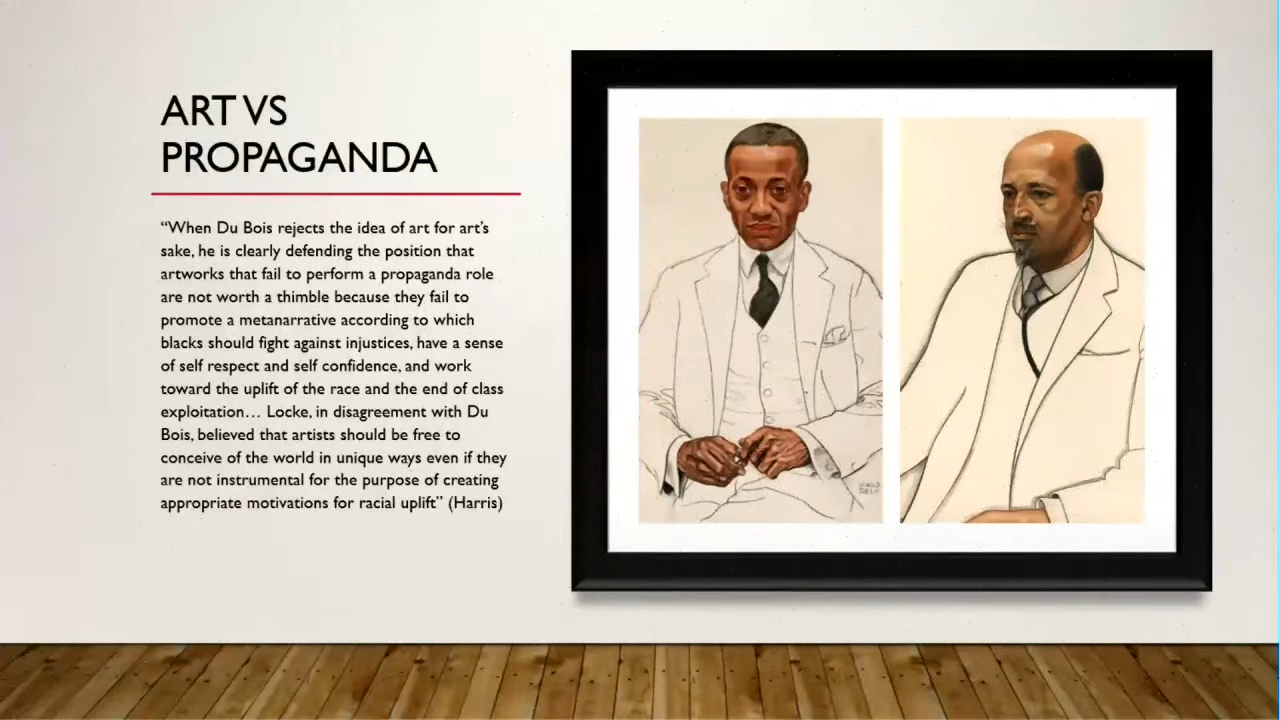 ART VS
PROPAGANDA
“When Du Bois rejects the idea of art for art’s
sake, he is clearly defending the position that
artworks that fail to perform a propaganda role
are not worth a thimble because they fail to
promote a metanarrative according to which
blacks should fight against injustices, have a sense
of self respect and self confidence, and work
toward the uplift of the race and the end of class
exploitation… Locke, in disagreement with Du
Bois, believed that artists should be free to
conceive of the world in unique ways even if they
are not instrumental for the purpose of creating
appropriate motivations for racial uplift” (Harris)